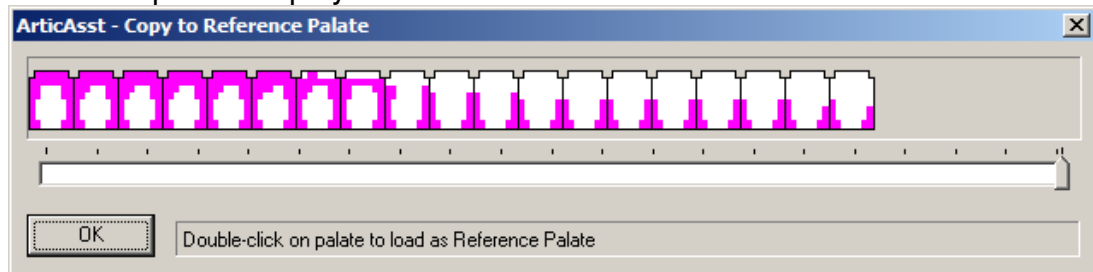 ArticAsst - Copy to Reference Palate
OK
Double-click on palate to load as Reference Palate